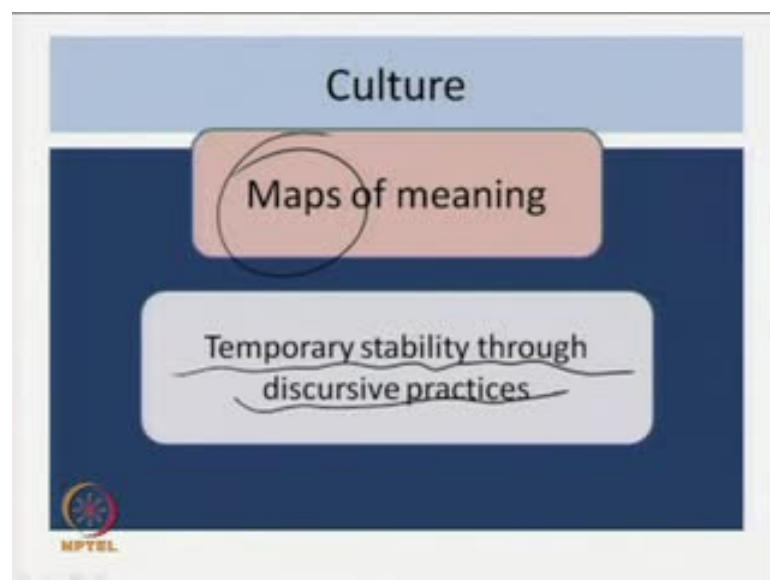 Culture
Maps of meaning
Temporary stability through
discursive practices
NPTEL